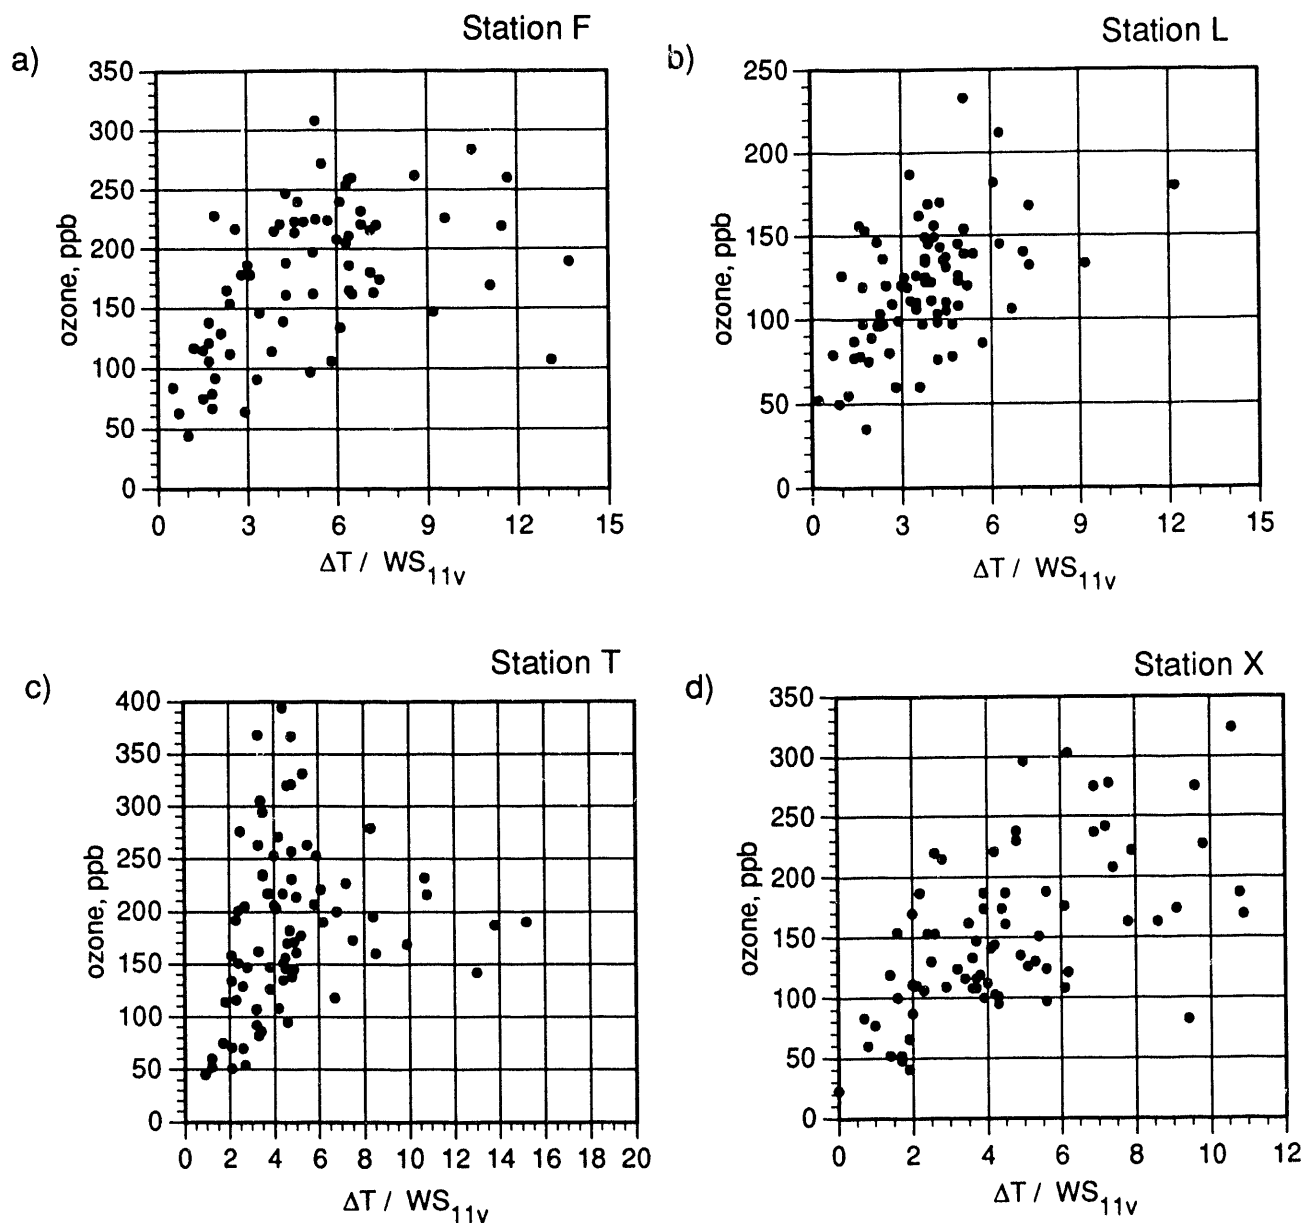 Station F
a)
350
300
250
200
150
100
50
0
ozone, ppb
0 3 6 9 12 15
ΔT / WS11v
Station L
b)
250
200
150
100
50
0
ozone, ppb
0 3 6 9 12 15
ΔT / WS11v
Station T
c)
400
350
300
250
200
150
100
50
0
ozone, ppb
0 2 4 6 8 10 12 14 16 18 20
ΔT / WS11v
Station X
d)
350
300
250
200
150
100
50
0
ozone, ppb
0 2 4 6 8 10 12
ΔT / WS11v